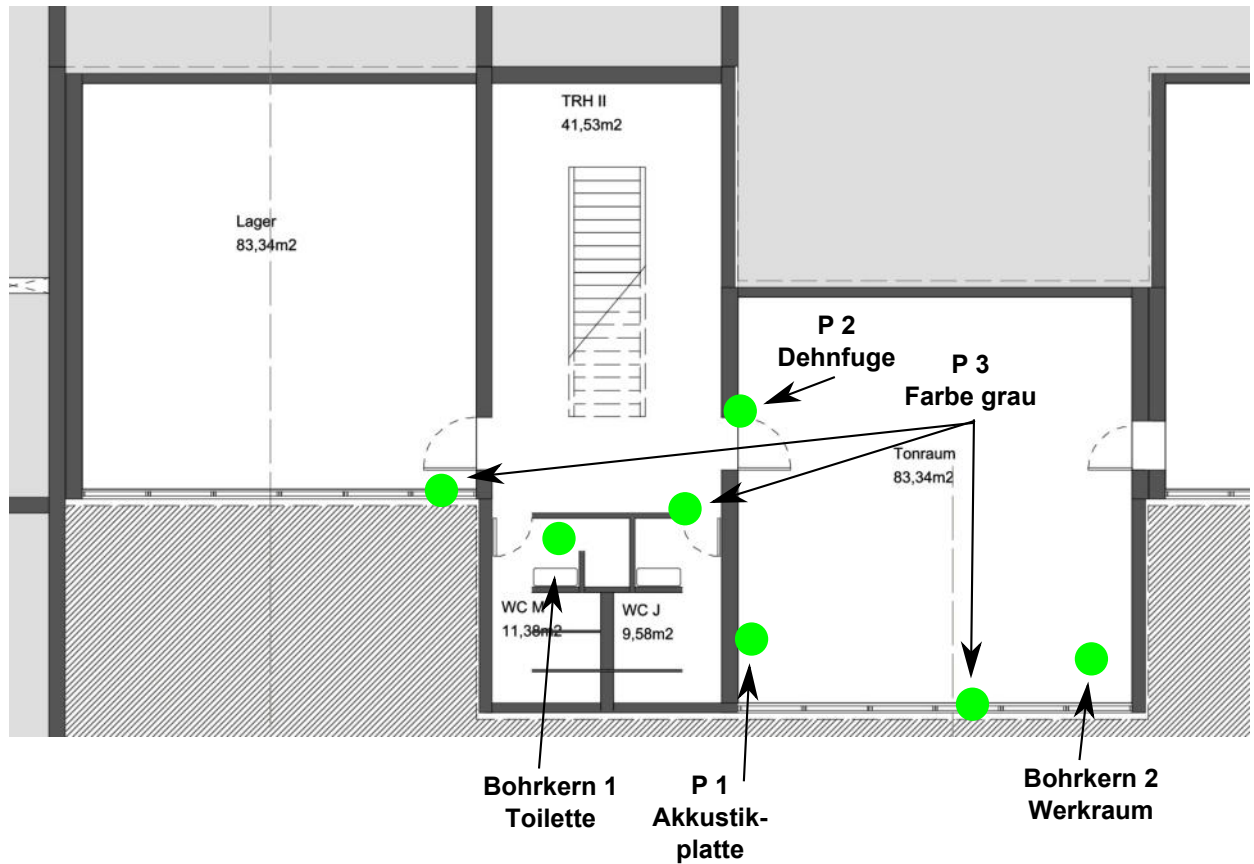 TRH II
41,53m2
Lager
83,34m2
P 2
Dehnfuge
P 3
Farbe grau
Tonraum
83,34m2
WC M
11,38m2
WC J
9,58m2
Bohrkern 1
Toilette
P 1
Akkustik-
platte
Bohrkern 2
Werkraum